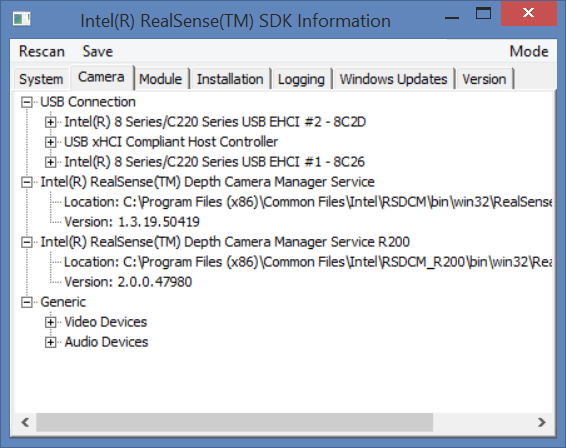 Intel(R) RealSense(TM) SDK Information
Rescan Save Mode
System Camera Module Installation Logging Windows Updates Version
USB Connection
Intel(R) 8 Series/C220 Series USB EHCI #2 - 8C2D
USB xHCI Compliant Host Controller
Intel(R) 8 Series/C220 Series USB EHCI #1 - 8C26
Intel(R) RealSense(TM) Depth Camera Manager Service
Location: C:\Program Files (x86)\Common Files\Intel\RSDCM\bin\win32\RealSense
Version: 1.3.19.50419
Intel(R) RealSense(TM) Depth Camera Manager Service R200
Location: C:\Program Files (x86)\Common Files\Intel\RSDCM_R200\bin\win32\Rea
Version: 2.0.0.47980
Generic
Video Devices
Audio Devices